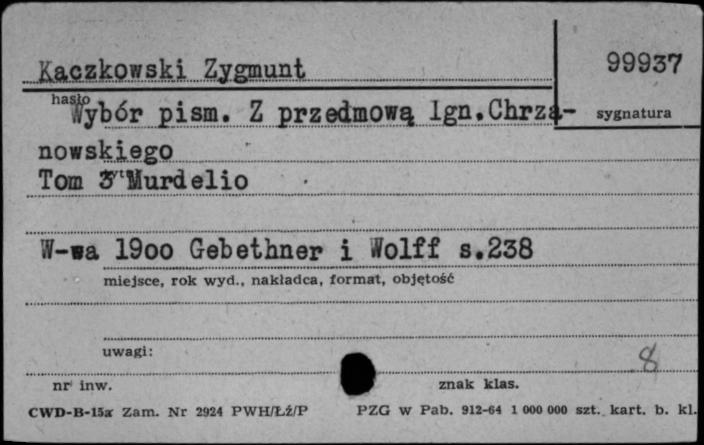 Kaczkowski Zygmunt
99937
hasło
Wybór pism. Z przedmową Ign.Chrza-
sygnatura
nowskiego
Tom 3 Murdelio
W-wa 19oo Gebethner i Wolff s.238
miejsce, rok wyd., nakładca, format, objętość
uwagi:
8
nr inw.
znak klas.
CWD-B-15a Zam. Nr 2924 PWH/Łź/P
PZG w Pab. 912-64 1 000 000 szt. kart. b. kl.